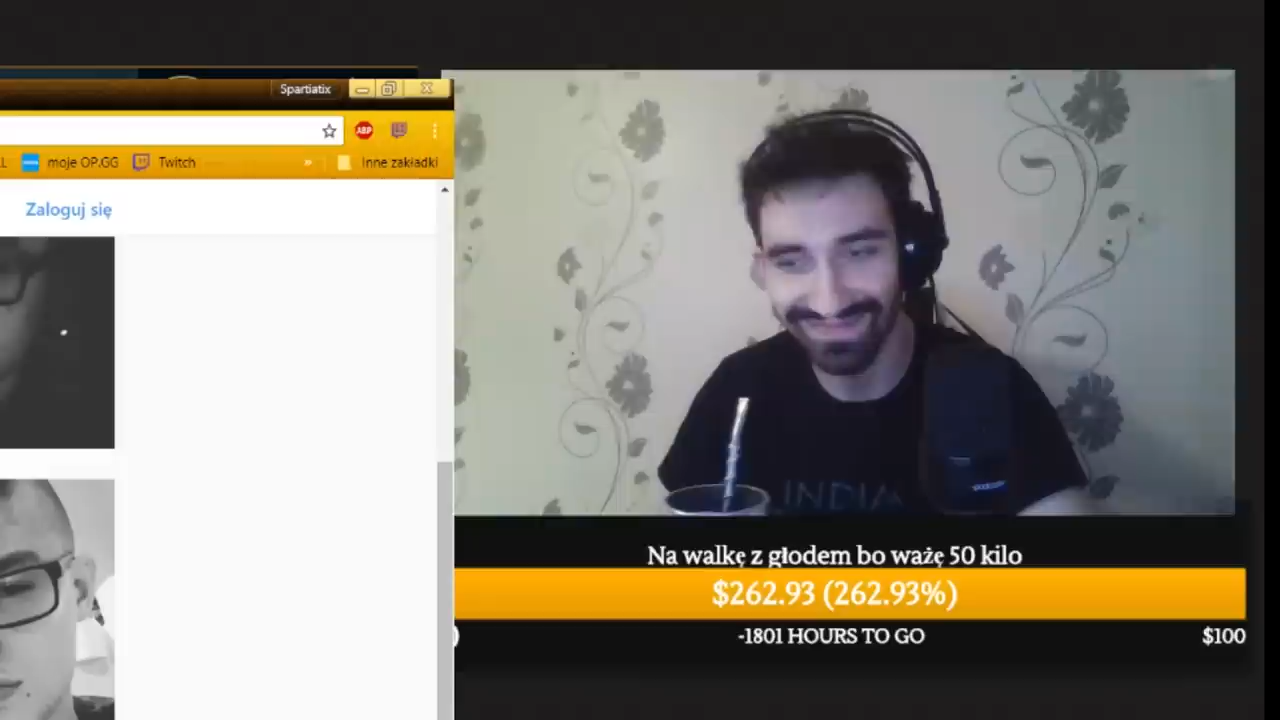 Spartiatix
ABP
moje OP.GG
Twitch
»
Inne zakładki
Zaloguj się
INDIA
Na walkę z głodem bo ważę 50 kilo
$262.93 (262.93%)
-1801 HOURS TO GO
$100